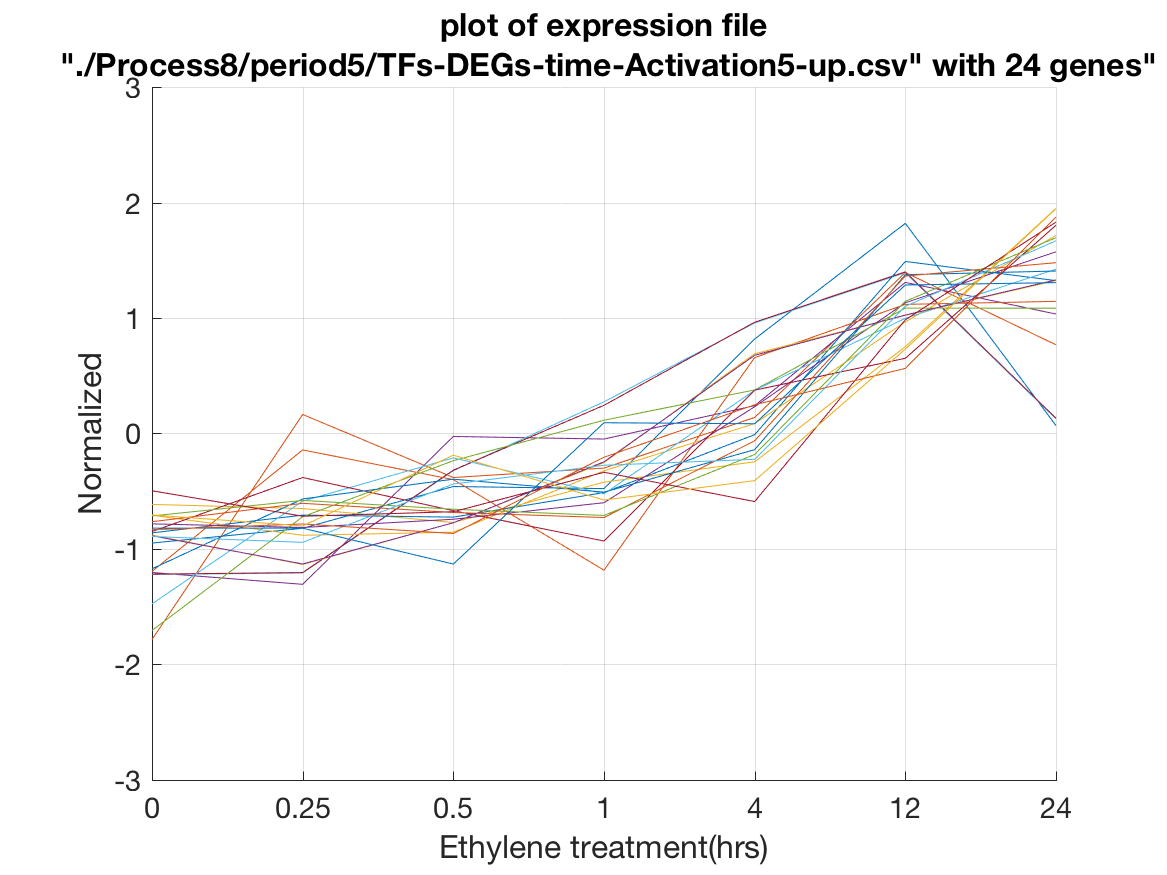 plot of expression file
"./Process8/period5/TFs-DEGs-time-Activation5-up.csv" with 24 genes"
3
2
1
0
-1
-2
-3
Normalized
0 0.25 0.5 1 4 12 24
Ethylene treatment(hrs)